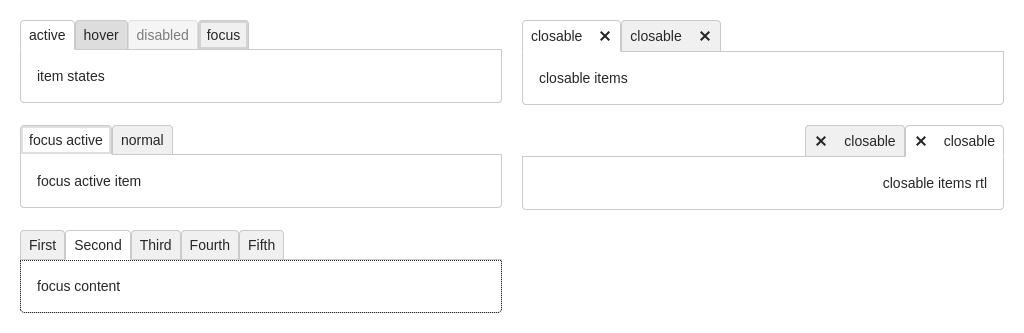 active hover disabled focus
item states
closable ✕ closable ✕
closable items
focus active normal
focus active item
✕ closable ✕ closable
closable items rtl
First Second Third Fourth Fifth
focus content